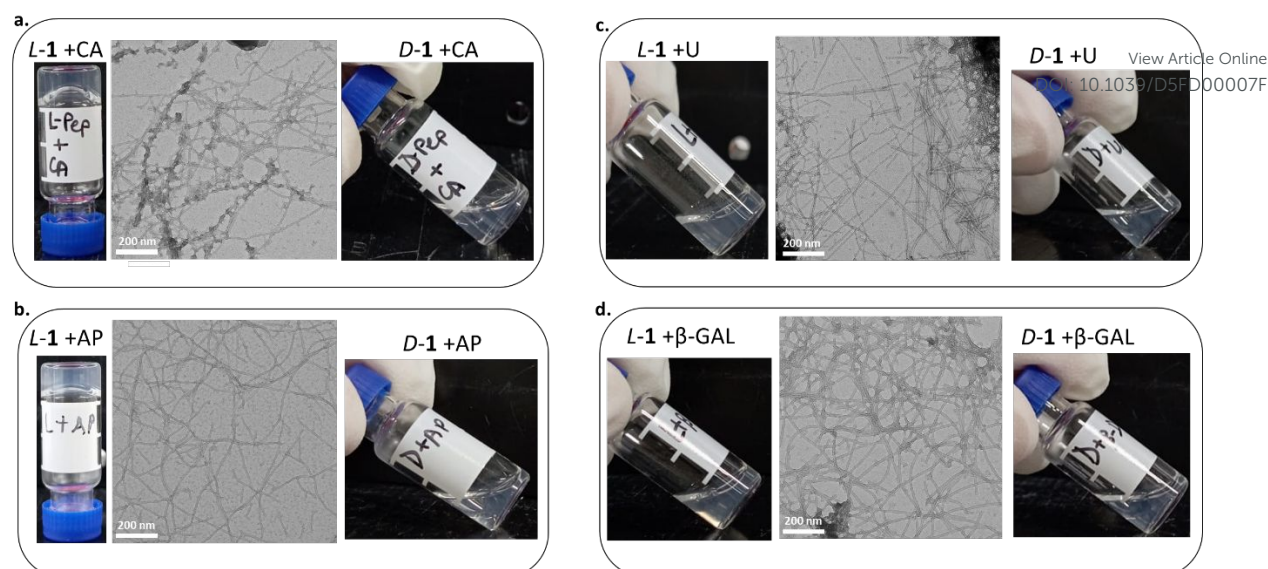 a.
L-1 +CA
D-1 +CA
L-Pep
+
CA
200 nm
D Pep
+
CA
b.
L-1 +AP
D-1 +AP
L+AP
200 nm
D+AP
c.
L-1 +U
D-1 +U
View Article Online
DOI: 10.1039/D5FD00007F
200 nm
D+U
d.
L-1 +β-GAL
D-1 +β-GAL
200 nm